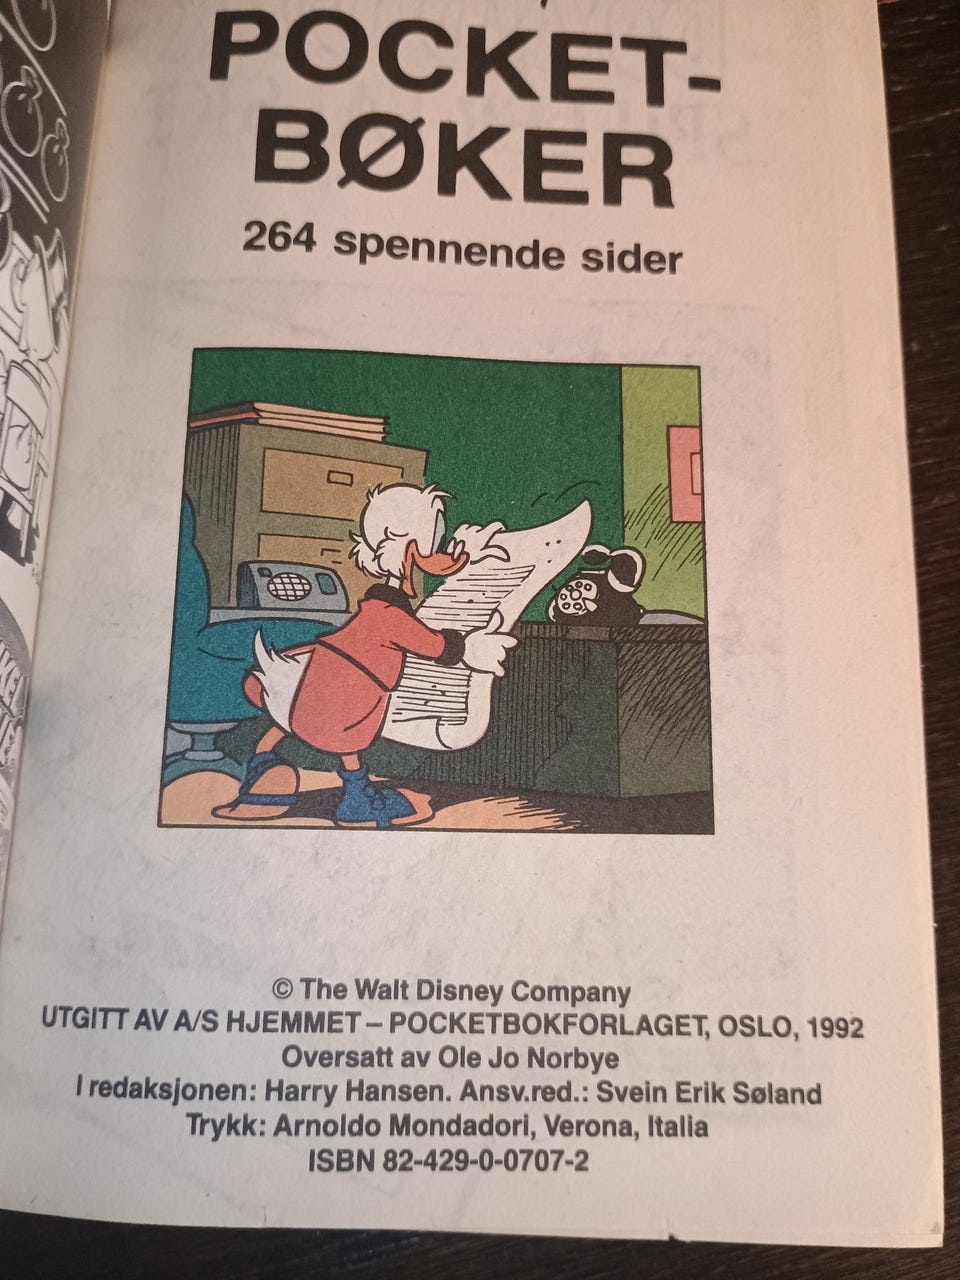 POCKET-
BØKER
264 spennende sider
© The Walt Disney Company
UTGITT AV A/S HJEMMET – POCKETBOKFORLAGET, OSLO, 1992
Oversatt av Ole Jo Norbye
I redaksjonen: Harry Hansen. Ansv.red.: Svein Erik Søland
Trykk: Arnoldo Mondadori, Verona, Italia
ISBN 82-429-0-0707-2